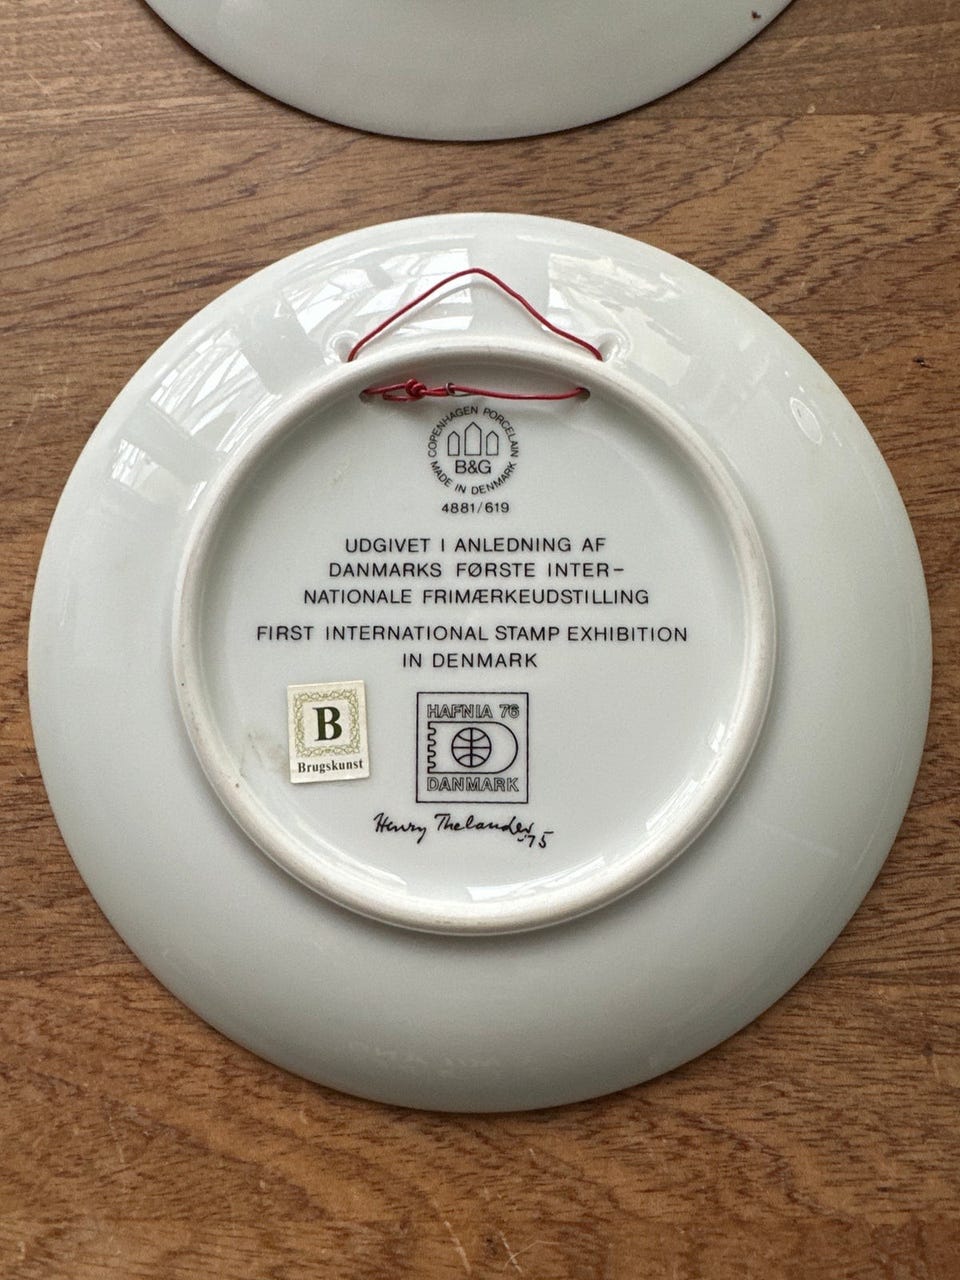 COPENHAGEN PORCELAIN
B&G
MADE IN DENMARK
4881/619
UDGIVET I ANLEDNING AF
DANMARKS FØRSTE INTER-
NATIONALE FRIMÆRKEUDSTILLING
FIRST INTERNATIONAL STAMP EXHIBITION
IN DENMARK
B
Brugskunst
HAFNIA 76
DANMARK
Henry Thelander
'75